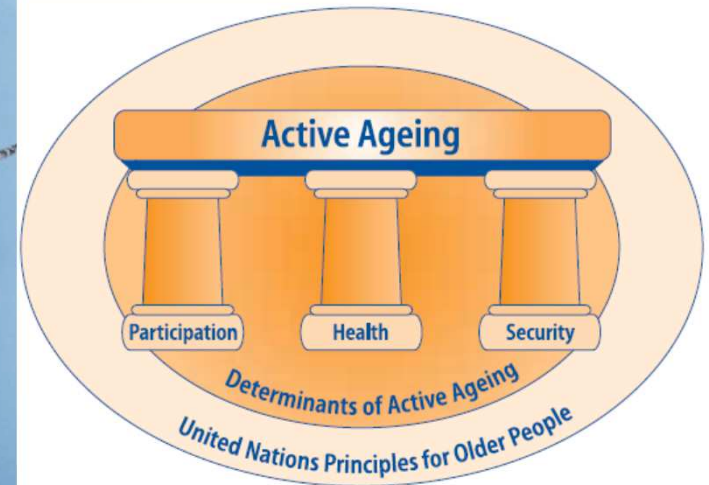 Active Ageing
Participation
Health
Security
Determinants of Active Ageing
United Nations Principles for Older People